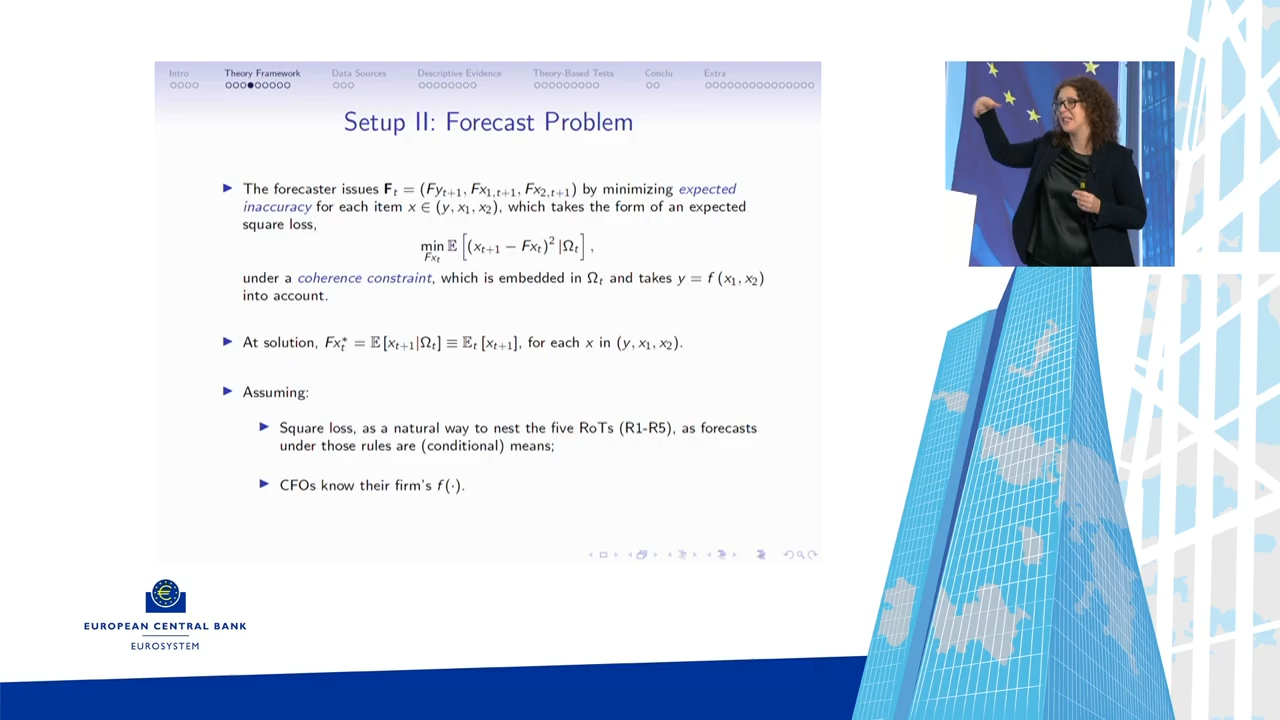 Intro
Theory Framework
Data Sources
Descriptive Evidence
Theory-Based Tests
Conclu
Extra
Setup II: Forecast Problem
The forecaster issues F_t = (Fy_{t+1}, Fx_{1,t+1}, Fx_{2,t+1}) by minimizing expected
inaccuracy for each item x ∈ (y, x_1, x_2), which takes the form of an expected
square loss,
min_{Fx_t} 𝔼 [(x_{t+1} − Fx_t)^2 |Ω_t] ,
under a coherence constraint, which is embedded in Ω_t and takes y = f (x_1, x_2)
into account.
At solution, Fx_t^* = 𝔼 [x_{t+1}|Ω_t] ≡ 𝔼_t [x_{t+1}], for each x in (y, x_1, x_2).
Assuming:
Square loss, as a natural way to nest the five RoTs (R1-R5), as forecasts
under those rules are (conditional) means;
CFOs know their firm's f(·).
EUROPEAN CENTRAL BANK
EUROSYSTEM